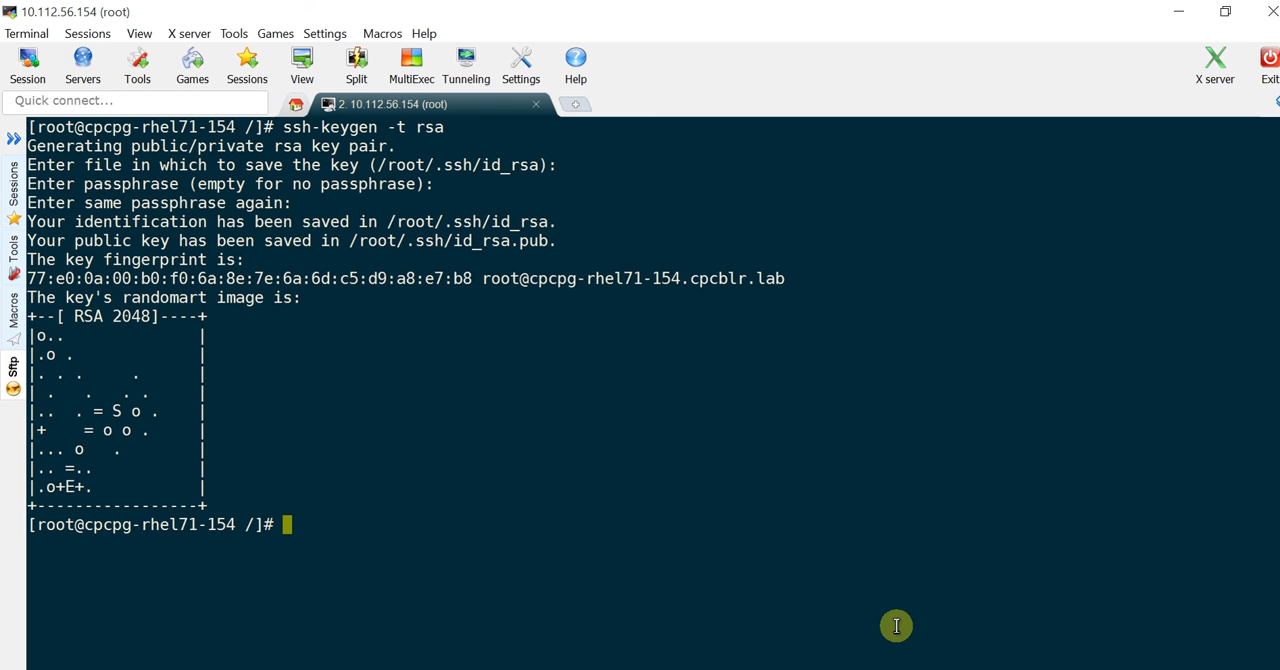 10.112.56.154 (root)
Terminal Sessions View X server Tools Games Settings Macros Help
Session Servers Tools Games Sessions View Split MultiExec Tunneling Settings Help X server Exit
Quick connect... 2. 10.112.56.154 (root)
Sessions
Tools
Macros
Sftp
[root@cpcpg-rhel71-154 /]# ssh-keygen -t rsa
Generating public/private rsa key pair.
Enter file in which to save the key (/root/.ssh/id_rsa):
Enter passphrase (empty for no passphrase):
Enter same passphrase again:
Your identification has been saved in /root/.ssh/id_rsa.
Your public key has been saved in /root/.ssh/id_rsa.pub.
The key fingerprint is:
77:e0:0a:00:b0:f0:6a:8e:7e:6a:6d:c5:d9:a8:e7:b8 root@cpcpg-rhel71-154.cpcblr.lab
The key's randomart image is:
+--[ RSA 2048]----+
|o..              |
|.o .             |
|. . .     .      |
| .   .   . .     |
|..  . = S o .    |
|+    = o o .     |
|... o   .        |
|.. =..           |
|.o+E+.           |
+-----------------+
[root@cpcpg-rhel71-154 /]#